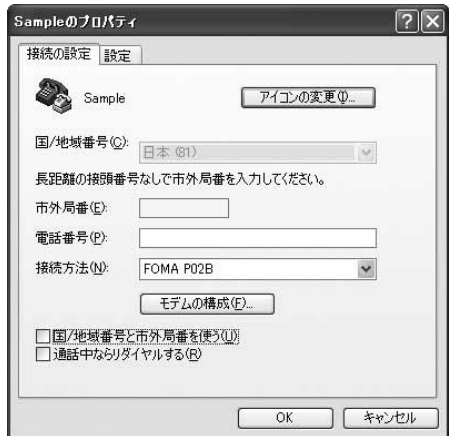 Sampleのプロパティ
接続の設定 設定
Sample アイコンの変更(I)...
国/地域番号(C): 日本 (81)
長距離の接頭番号なしで市外局番を入力してください。
市外局番(E):
電話番号(P):
接続方法(N): FOMA P02B
モデムの構成(F)...
国/地域番号と市外局番を使う(U)
通話中ならリダイヤルする(R)
OK キャンセル